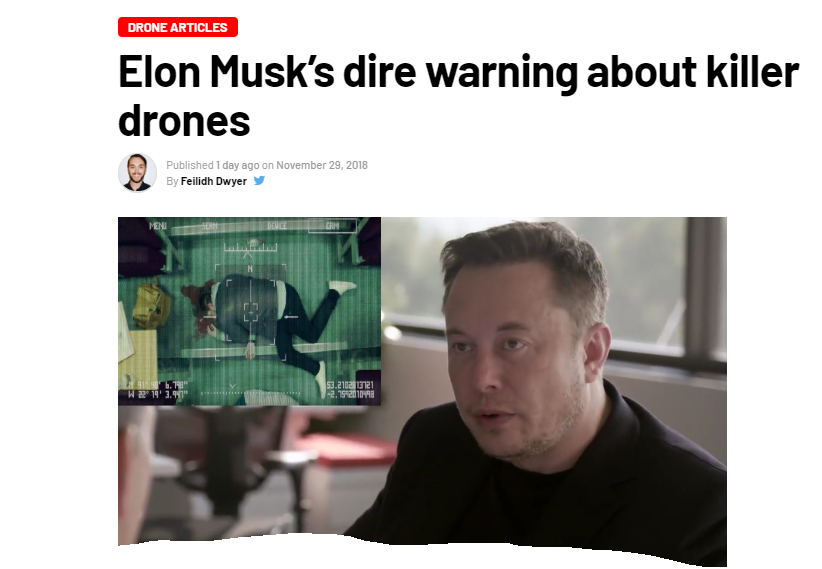 DRONE ARTICLES
Elon Musk's dire warning about killer
drones
Published 1 day ago on November 29, 2018
By Feilidh Dwyer
MENU DEVICE
N